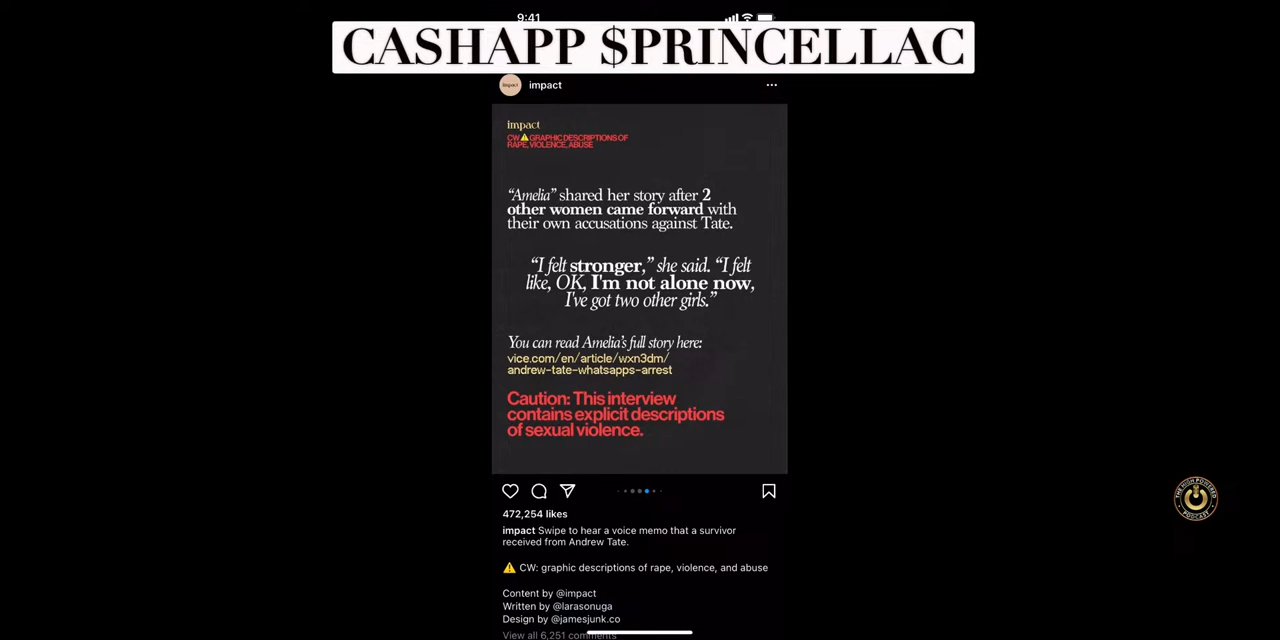 9:41
CASHAPP $PRINCELLAC
impact
impact
impact
CW⚠️GRAPHIC DESCRIPTIONS OF
RAPE, VIOLENCE, ABUSE
“Amelia” shared her story after 2
other women came forward with
their own accusations against Tate.
“I felt stronger,” she said. “I felt
like, OK, I'm not alone now,
I've got two other girls.”
You can read Amelia's full story here:
vice.com/en/article/wxn3dm/
andrew-tate-whatsapps-arrest
Caution: This interview
contains explicit descriptions
of sexual violence.
472,254 likes
impact Swipe to hear a voice memo that a survivor
received from Andrew Tate.
⚠️ CW: graphic descriptions of rape, violence, and abuse
Content by @impact
Written by @larasonuga
Design by @jamesjunk.co
View all 6,251 comments
THE HIGH POWERED
PODCAST